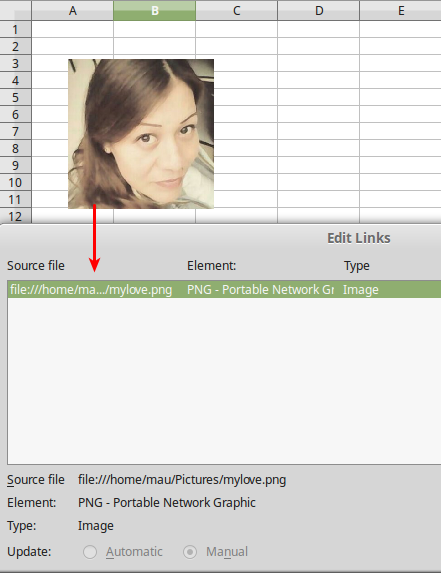 A B C D E
1
2
3
4
5
6
7
8
9
10
11
12
Edit Links
Source file Element: Type
file:///home/ma.../mylove.png PNG - Portable Network Gr Image
Source file file:///home/mau/Pictures/mylove.png
Element: PNG - Portable Network Graphic
Type: Image
Update: Automatic Manual